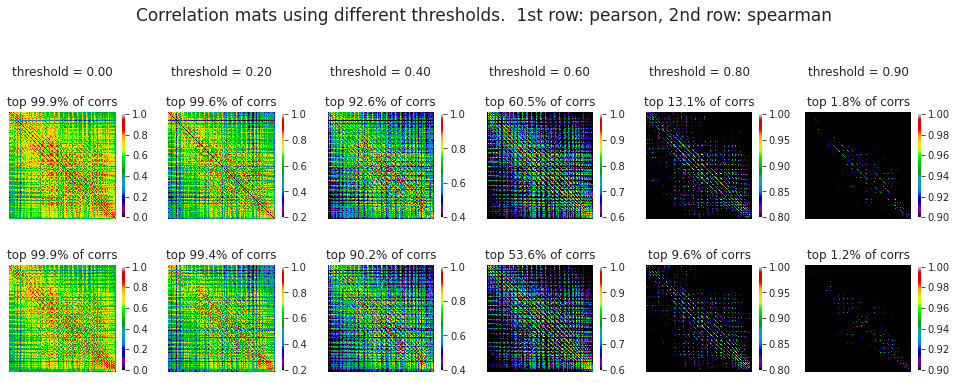 Correlation mats using different thresholds.  1st row: pearson, 2nd row: spearman
threshold = 0.00 threshold = 0.20 threshold = 0.40 threshold = 0.60 threshold = 0.80 threshold = 0.90
top 99.9% of corrs top 99.6% of corrs top 92.6% of corrs top 60.5% of corrs top 13.1% of corrs top 1.8% of corrs
1.0 1.0 1.0 1.0 1.00 1.00
0.8 0.8 0.8 0.9 0.95 0.98
0.6 0.6 0.8 0.90 0.96
0.4 0.6 0.94
0.2 0.4 0.7 0.85 0.92
0.0 0.2 0.4 0.6 0.80 0.90
top 99.9% of corrs top 99.4% of corrs top 90.2% of corrs top 53.6% of corrs top 9.6% of corrs top 1.2% of corrs
1.0 1.0 1.0 1.0 1.00 1.00
0.8 0.8 0.8 0.9 0.95 0.98
0.6 0.6 0.8 0.90 0.96
0.4 0.6 0.94
0.2 0.4 0.7 0.85 0.92
0.0 0.2 0.4 0.6 0.80 0.90